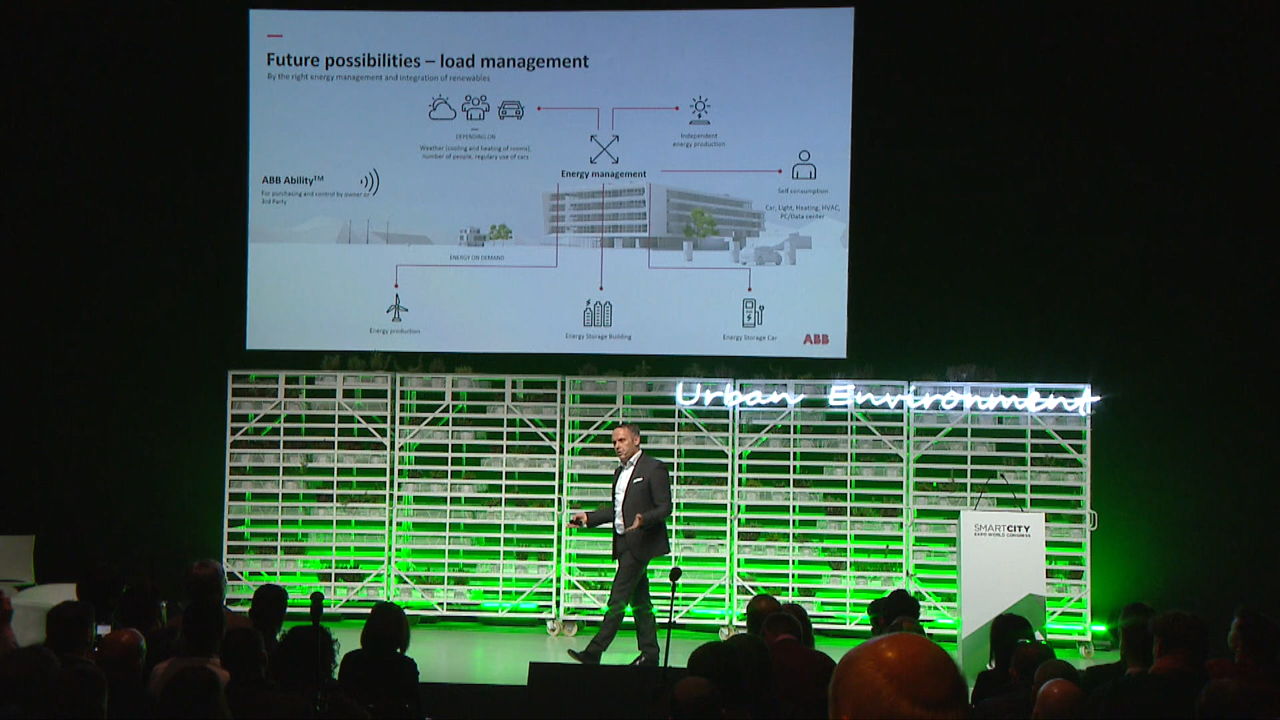 Future possibilities – load management
By the right energy management and integration of renewables
DEPENDING ON
Weather (cooling and heating of rooms),
number of people, regulary use of cars
Independent
energy production
Energy management
ABB Ability™
For purchasing and control by owner or
3rd Party
Self consumption
Car, Light, Heating, HVAC,
PC/Data center
ENERGY ON DEMAND
Energy production
Energy Storage Building
Energy Storage Car
ABB
Urban Environment
SMARTCITY
EXPO WORLD CONGRESS